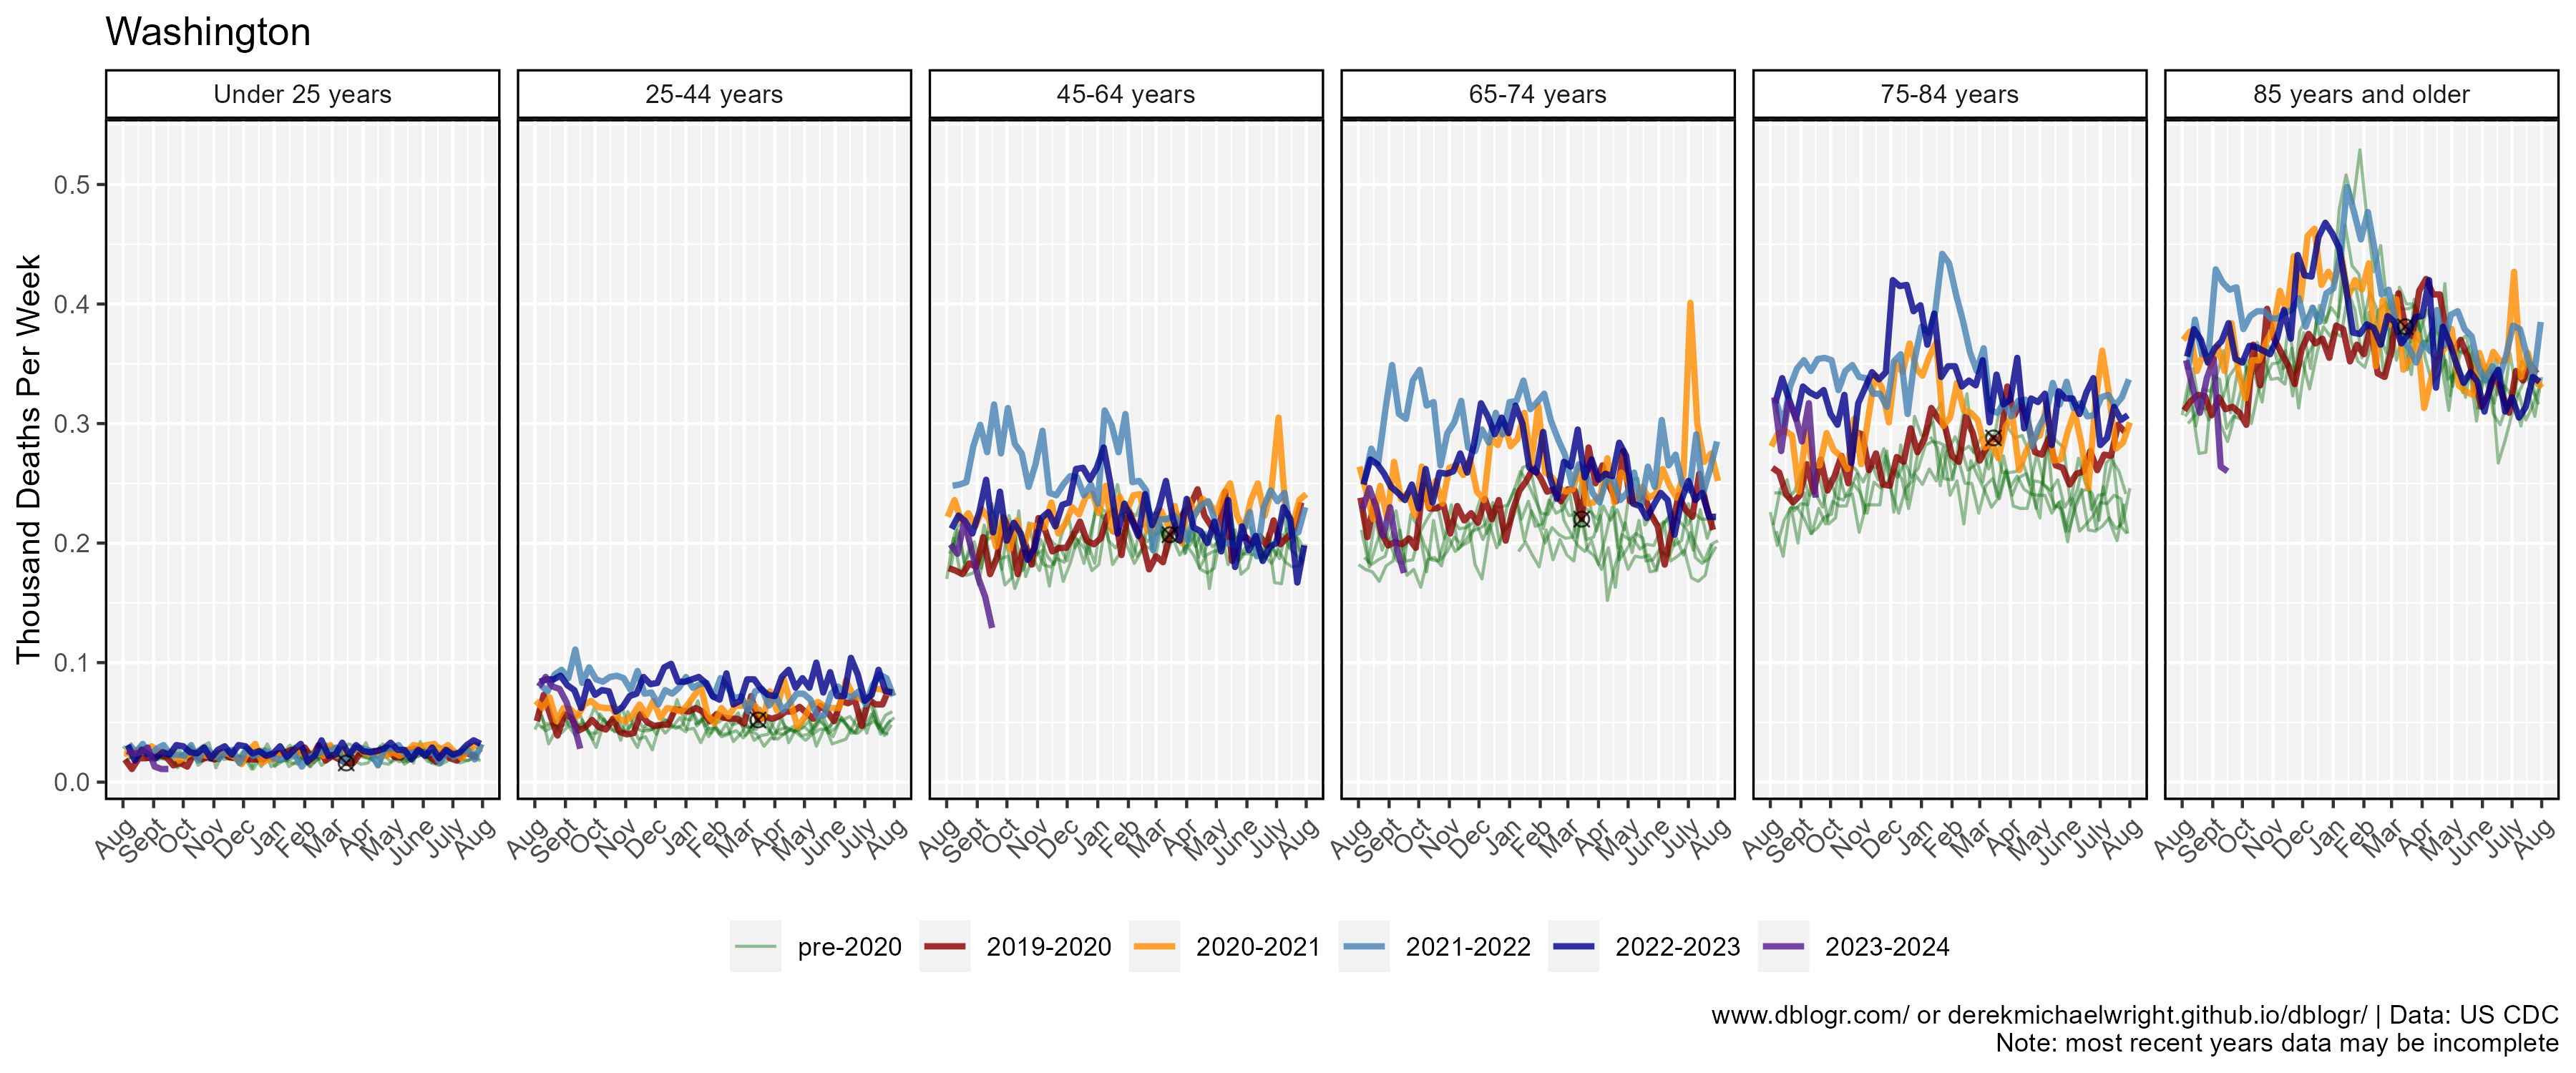 Washington
Under 25 years
25-44 years
45-64 years
65-74 years
75-84 years
85 years and older
Thousand Deaths Per Week
0.5
0.4
0.3
0.2
0.1
0.0
Aug Sept Oct Nov Dec Jan Feb Mar Apr May June July Aug
Aug Sept Oct Nov Dec Jan Feb Mar Apr May June July Aug
Aug Sept Oct Nov Dec Jan Feb Mar Apr May June July Aug
Aug Sept Oct Nov Dec Jan Feb Mar Apr May June July Aug
Aug Sept Oct Nov Dec Jan Feb Mar Apr May June July Aug
Aug Sept Oct Nov Dec Jan Feb Mar Apr May June July Aug
pre-2020 2019-2020 2020-2021 2021-2022 2022-2023 2023-2024
www.dblogr.com/ or derekmichaelwright.github.io/dblogr/ | Data: US CDC
Note: most recent years data may be incomplete